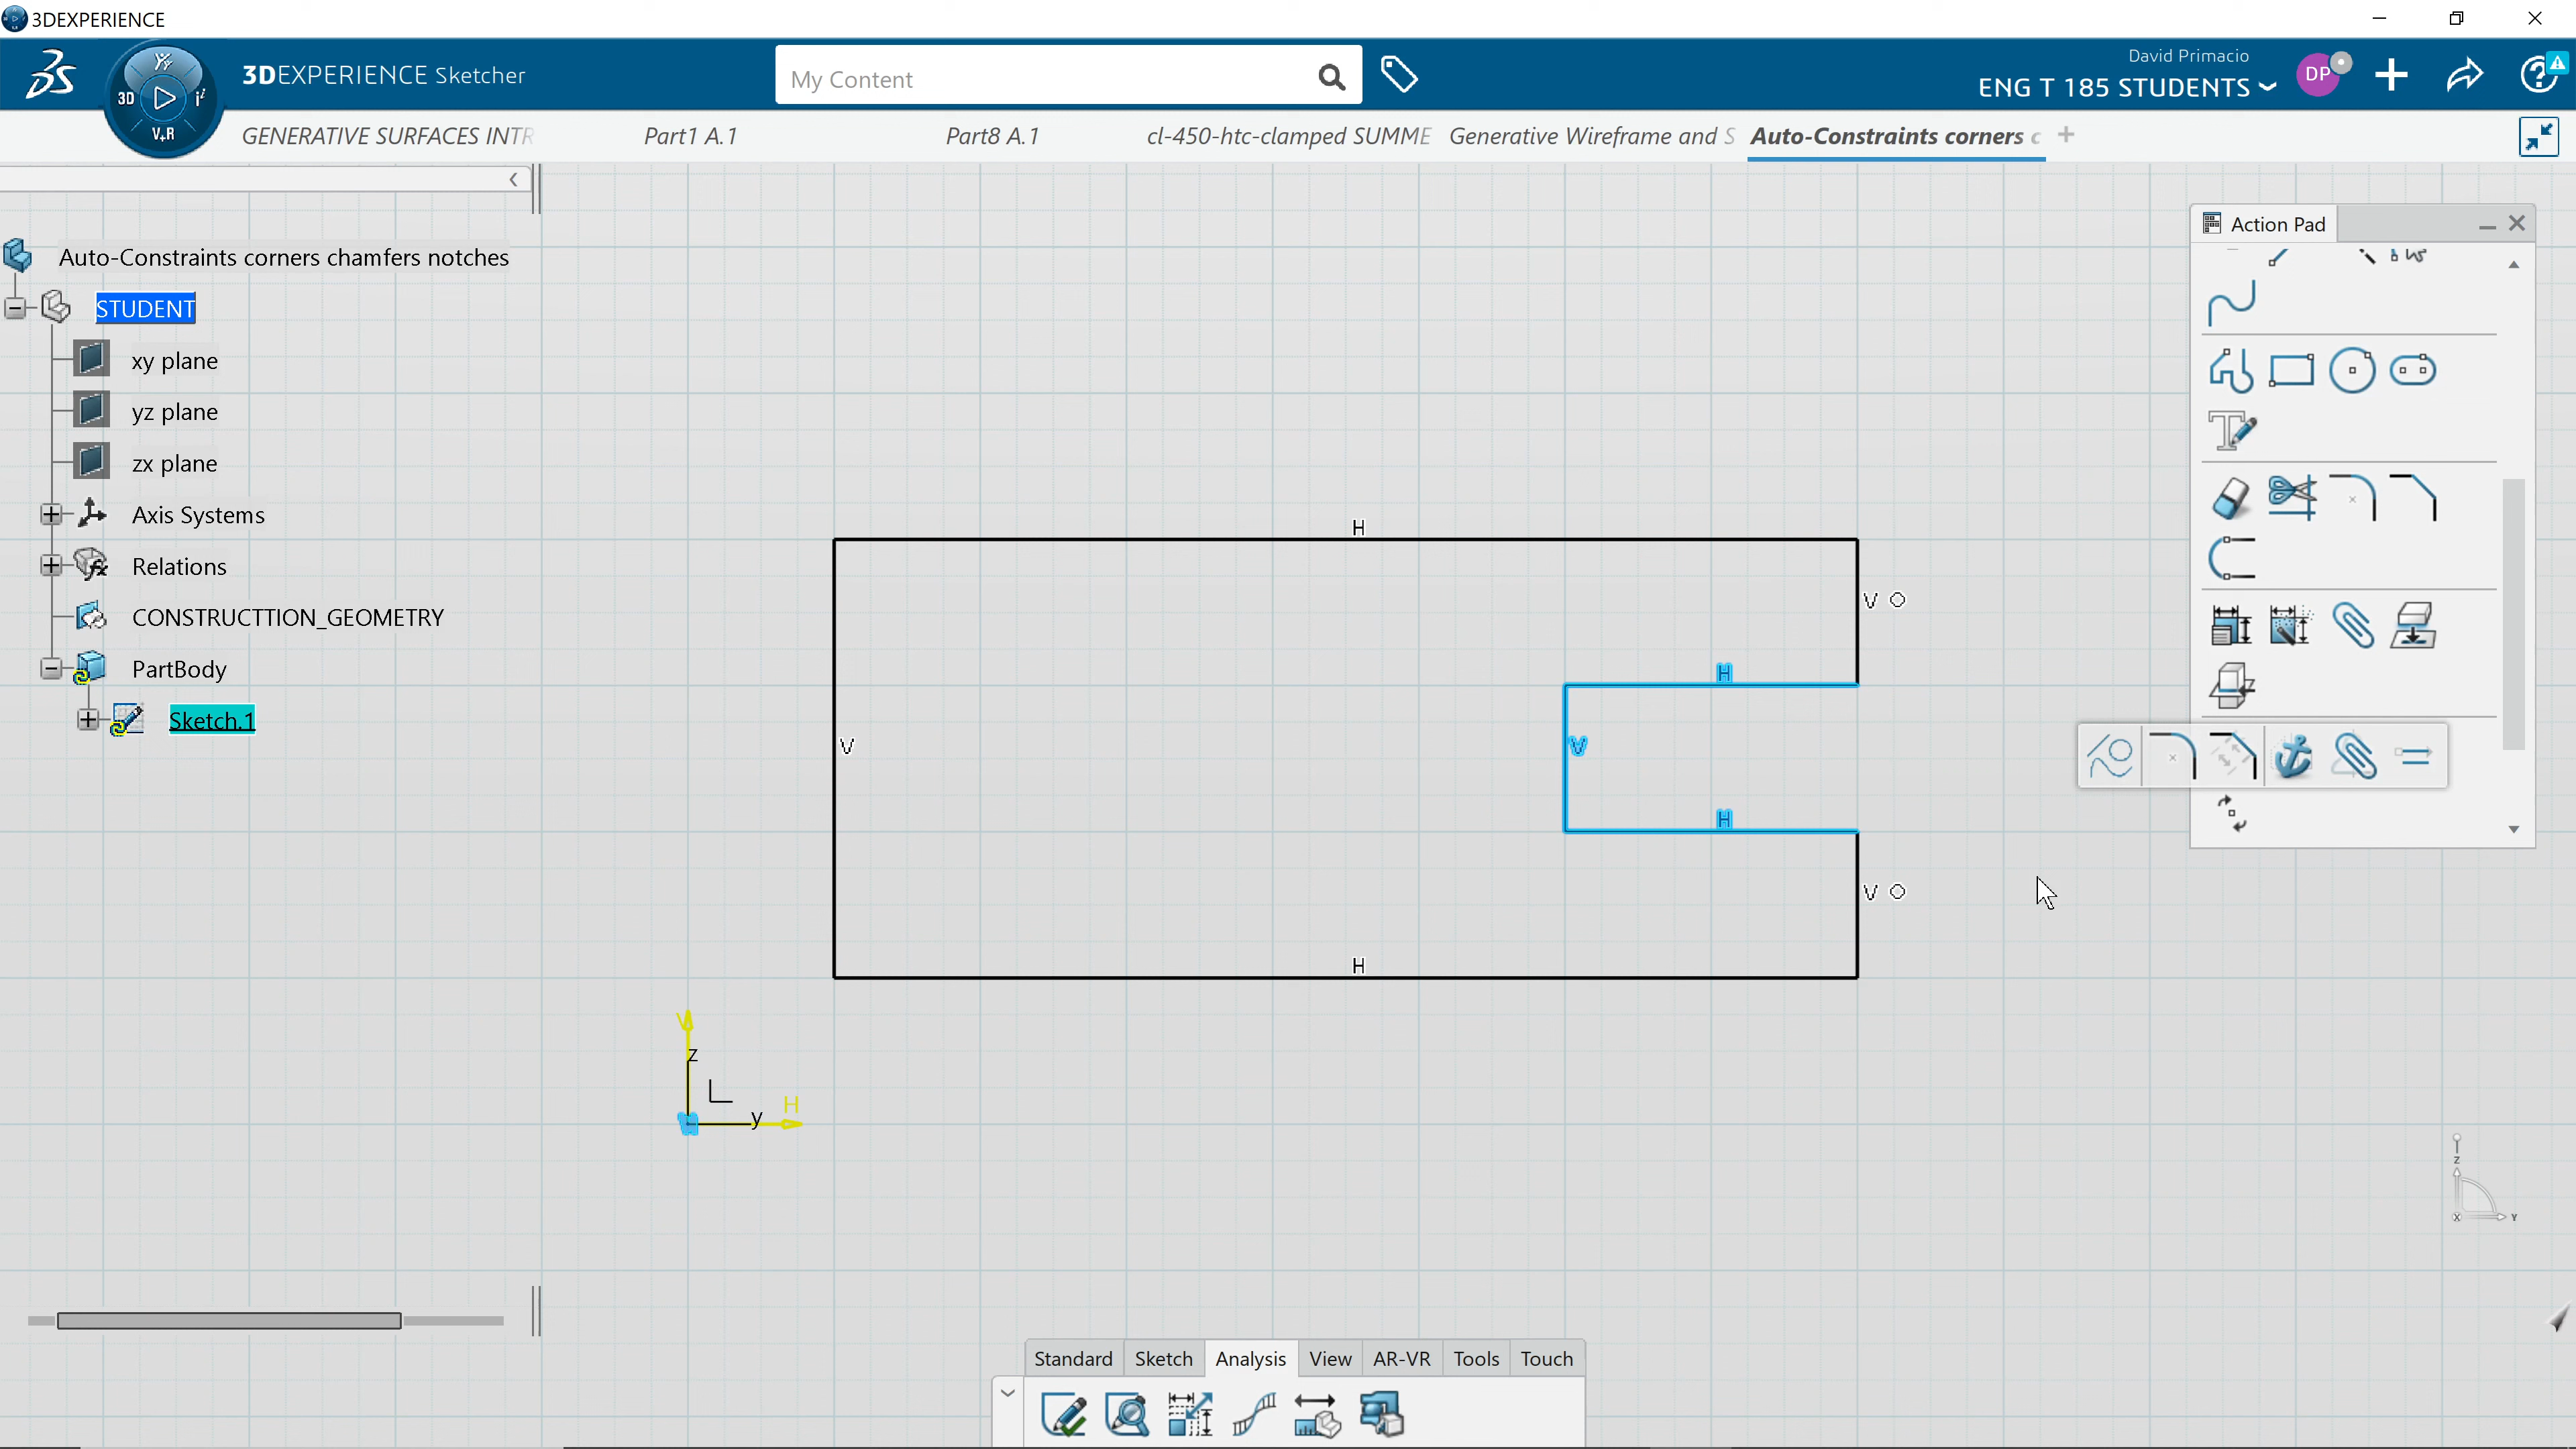 3DEXPERIENCE
3DEXPERIENCE Sketcher
3D
V+R
My Content
David Primacio
ENG T 185 STUDENTS
DP
GENERATIVE SURFACES INTR
Part1 A.1
Part8 A.1
cl-450-htc-clamped SUMME
Generative Wireframe and S
Auto-Constraints corners c
Auto-Constraints corners chamfers notches
STUDENT
xy plane
yz plane
zx plane
Axis Systems
Relations
CONSTRUCTTION_GEOMETRY
PartBody
Sketch.1
Action Pad
H
V
V
H
V
H
V
H
V
z
H
y
z
x
Y
Standard
Sketch
Analysis
View
AR-VR
Tools
Touch